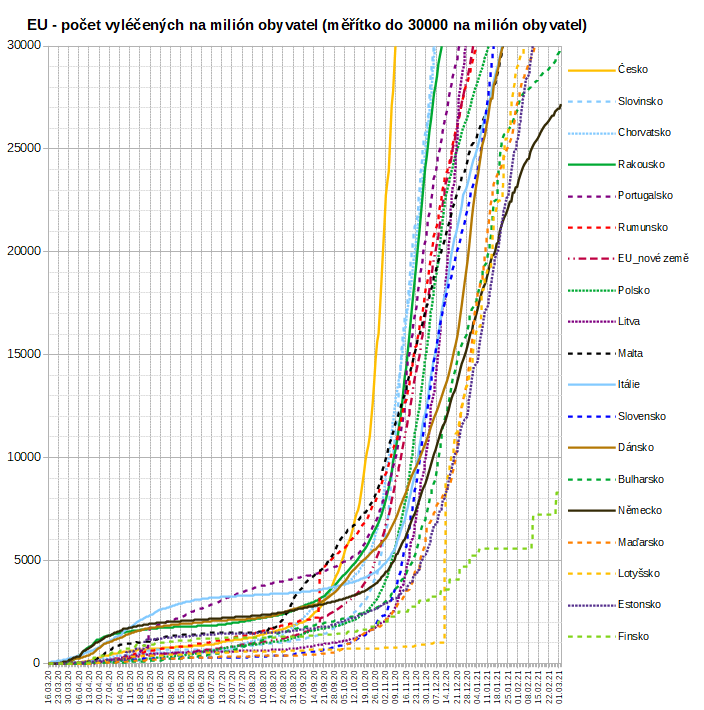 EU - počet vyléčených na milión obyvatel (měřítko do 30000 na milión obyvatel)
30000
25000
20000
15000
10000
5000
0
16.03.20
23.03.20
30.03.20
06.04.20
13.04.20
20.04.20
27.04.20
04.05.20
11.05.20
18.05.20
25.05.20
01.06.20
08.06.20
15.06.20
22.06.20
29.06.20
06.07.20
13.07.20
20.07.20
27.07.20
03.08.20
10.08.20
17.08.20
24.08.20
31.08.20
07.09.20
14.09.20
21.09.20
28.09.20
05.10.20
12.10.20
19.10.20
26.10.20
02.11.20
09.11.20
16.11.20
23.11.20
30.11.20
07.12.20
14.12.20
21.12.20
28.12.20
04.01.21
11.01.21
18.01.21
25.01.21
01.02.21
08.02.21
15.02.21
22.02.21
01.03.21
Česko
Slovinsko
Chorvatsko
Rakousko
Portugalsko
Rumunsko
EU_nové země
Polsko
Litva
Malta
Itálie
Slovensko
Dánsko
Bulharsko
Německo
Maďarsko
Lotyšsko
Estonsko
Finsko